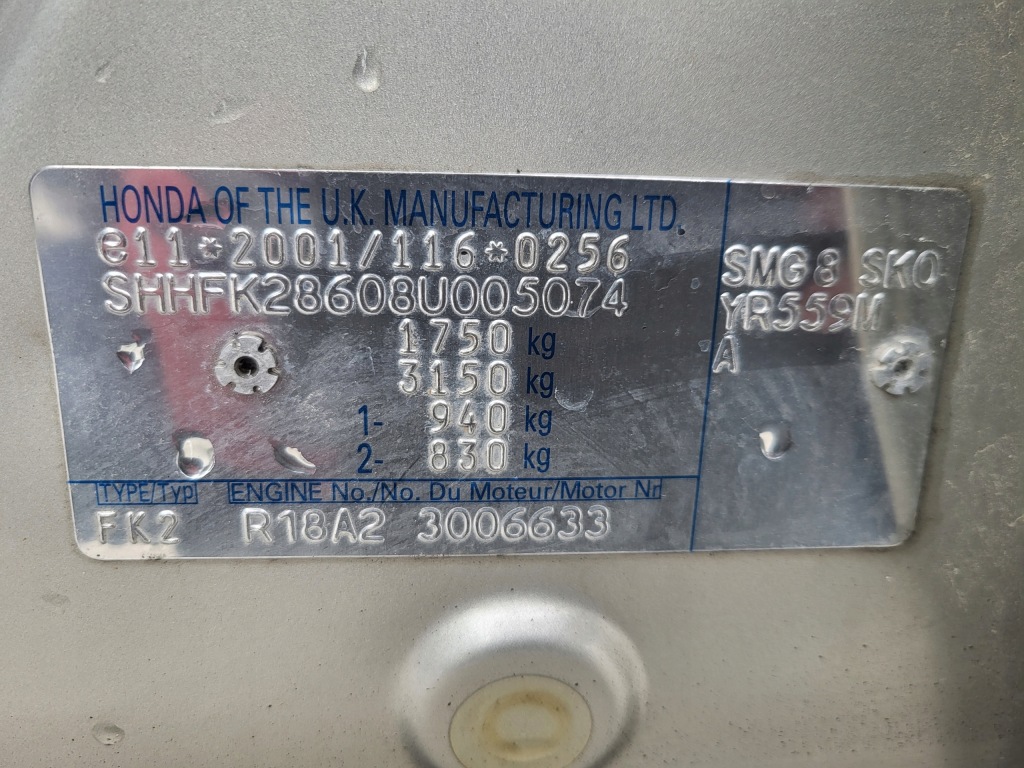 HONDA OF THE U.K. MANUFACTURING LTD.
e11*2001/116*0256
SHHFK28608U005074
1750 kg
3150 kg
1- 940 kg
2- 830 kg
TYPE/Typ ENGINE No./No. Du Moteur/Motor Nr
FK2 R18A2 3006633
SMG8 SKO
YR559M
A